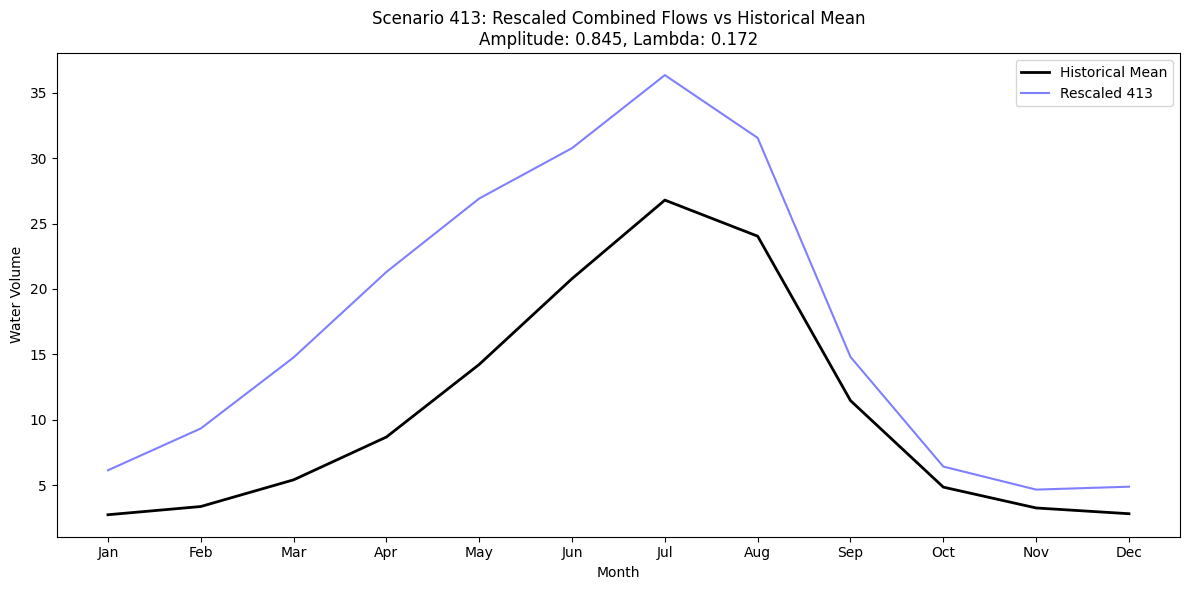 Scenario 413: Rescaled Combined Flows vs Historical Mean
Amplitude: 0.845, Lambda: 0.172
Historical Mean
Rescaled 413
Water Volume
35
30
25
20
15
10
5
Jan Feb Mar Apr May Jun Jul Aug Sep Oct Nov Dec
Month